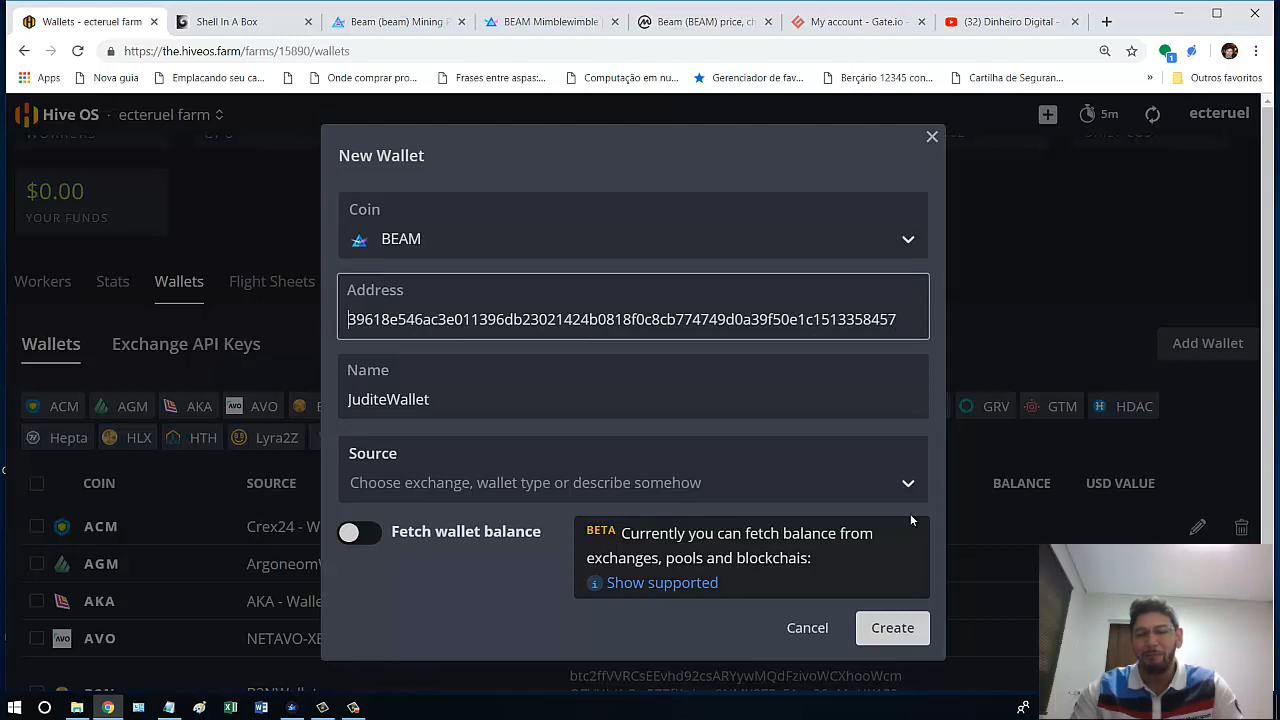 Wallets - ecteruel farm
Shell In A Box
Beam (beam) Mining
BEAM Mimblewimble
Beam (BEAM) price, c
My account - Gate.io
(32) Dinheiro Digital -
https://the.hiveos.farm/farms/15890/wallets
Apps
Nova guia
Emplacando seu ca...
Onde comprar pro...
Frases entre aspas...
Computação em nu...
Gerenciador de fav...
Berçário 12345 con...
Cartilha de Seguran...
»
Outros favoritos
Hive OS
ecteruel farm
5m
ecteruel
$0.00
YOUR FUNDS
New Wallet
Coin
BEAM
Address
39618e546ac3e011396db23021424b0818f0c8cb774749d0a39f50e1c1513358457
Name
JuditeWallet
Source
Choose exchange, wallet type or describe somehow
Fetch wallet balance
BETA Currently you can fetch balance from
exchanges, pools and blockchais:
Show supported
Cancel
Create
Workers
Stats
Wallets
Flight Sheets
Wallets
Exchange API Keys
Add Wallet
ACM
AGM
AKA
AVO
GRV
GTM
HDAC
Hepta
HLX
HTH
Lyra2Z
COIN
SOURCE
BALANCE
USD VALUE
ACM
Crex24 - W
AGM
ArgoneoM
AKA
AKA - Walle
AVO
NETAVO-XE
btc2ffVVRCsEEvhd92csARYywMQdFzivoWCXhooWcm